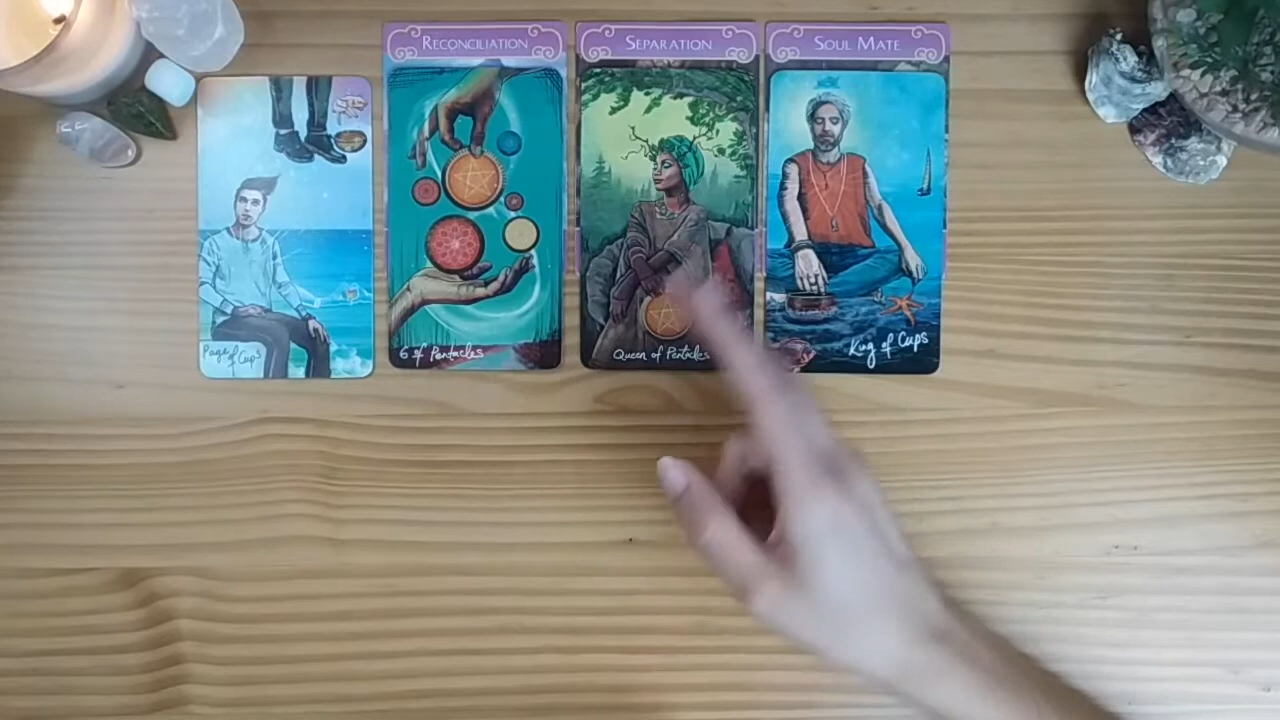 Reconciliation
Separation
Soul Mate
Page of Cups
6 of Pentacles
Queen of Pentacles
King of Cups